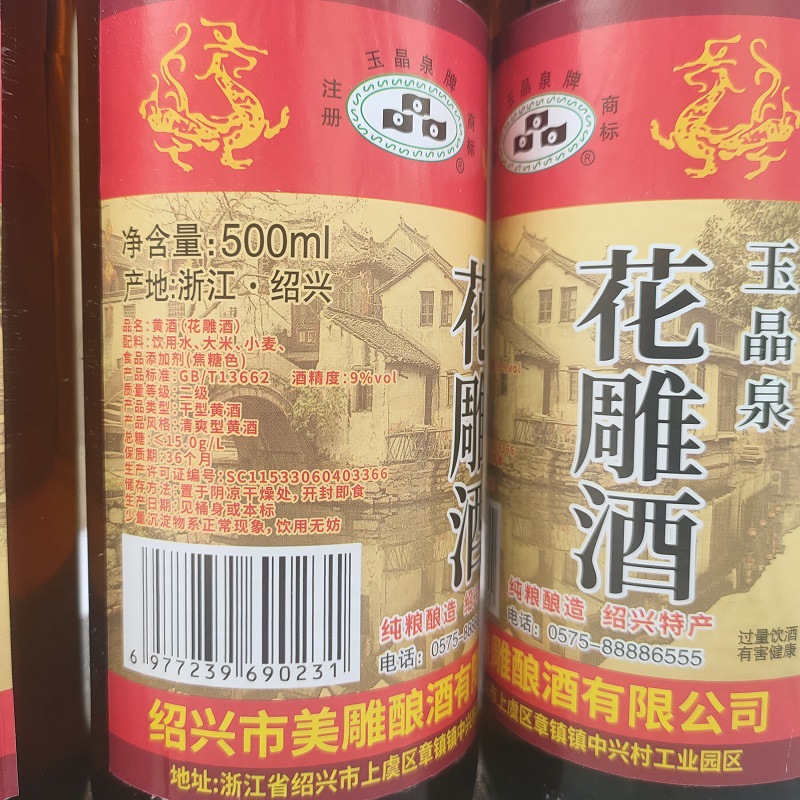 玉晶泉牌
注册
商标
®
净含量:500ml
产地:浙江·绍兴
品名:黄酒(花雕酒)
配料:饮用水、大米、小麦、
食品添加剂(焦糖色)
产品标准:GB/T13662 酒精度:9%vol
质量等级:二级
产品类型:干型黄酒
产品风格:清爽型黄酒
总糖:≤15.0g/L
保质期:36个月
生产许可证编号:SC11533060403366
储存方法:置于阴凉干燥处,开封即食
生产日期:见桶身或本标
少量沉淀物系正常现象,饮用无妨
6 977239 690231
花雕酒
纯粮酿造 绍
电话:0575-888
绍兴市美雕酿酒有限
地址:浙江省绍兴市上虞区章镇镇中兴
玉晶泉牌
商标
®
玉晶泉
花雕酒
%vol
纯粮酿造 绍兴特产
电话:0575-88886555
过量饮酒
有害健康
雕酿酒有限公司
市上虞区章镇镇中兴村工业园区